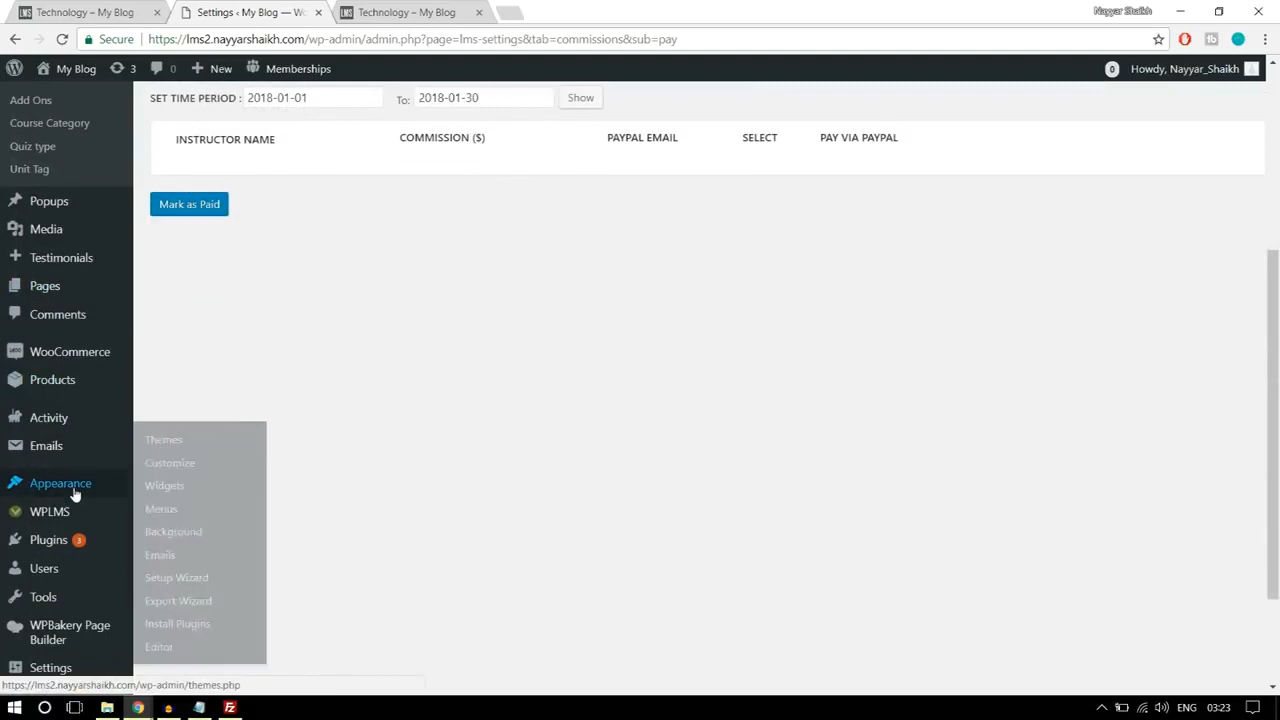 Technology – My Blog
Settings ‹ My Blog — Wo
Technology – My Blog
Nayyar Shaikh
Secure
https://lms2.nayyarshaikh.com/wp-admin/admin.php?page=lms-settings&tab=commissions&sub=pay
My Blog
3
0
New
Memberships
0
Howdy, Nayyar_Shaikh
Add Ons
Course Category
Quiz type
Unit Tag
Popups
Media
Testimonials
Pages
Comments
WooCommerce
Products
Activity
Emails
Appearance
WPLMS
Plugins 3
Users
Tools
WPBakery Page
Builder
Settings
Themes
Customize
Widgets
Menus
Background
Emails
Setup Wizard
Export Wizard
Install Plugins
Editor
SET TIME PERIOD : 2018-01-01 To: 2018-01-30 Show
INSTRUCTOR NAME COMMISSION ($) PAYPAL EMAIL SELECT PAY VIA PAYPAL
Mark as Paid
https://lms2.nayyarshaikh.com/wp-admin/themes.php
ENG
03:23